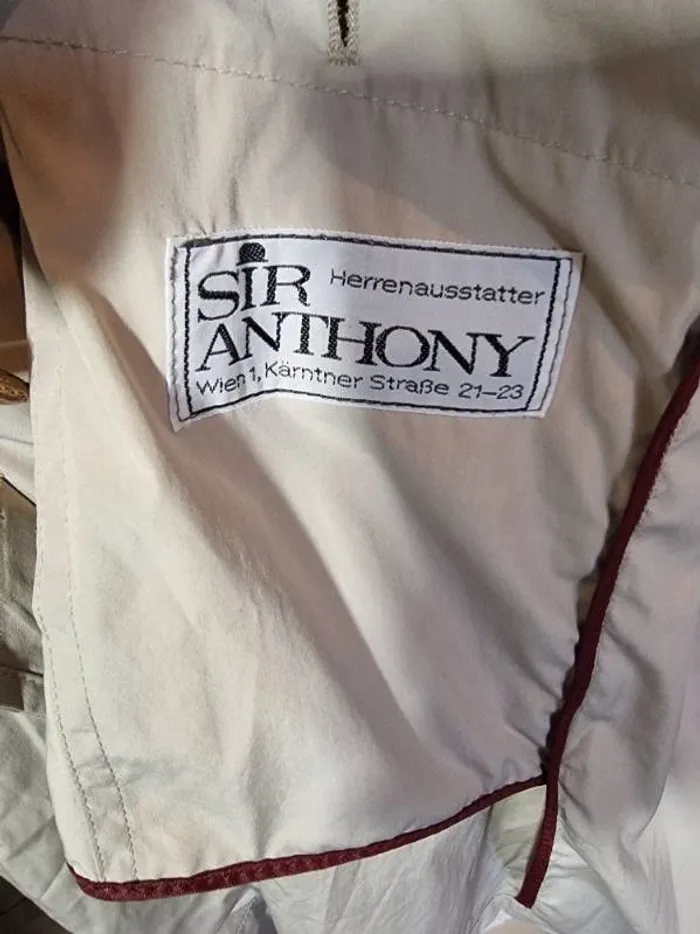 SIR Herrenausstatter
ANTHONY
Wien 1, Kärntner Straße 21–23